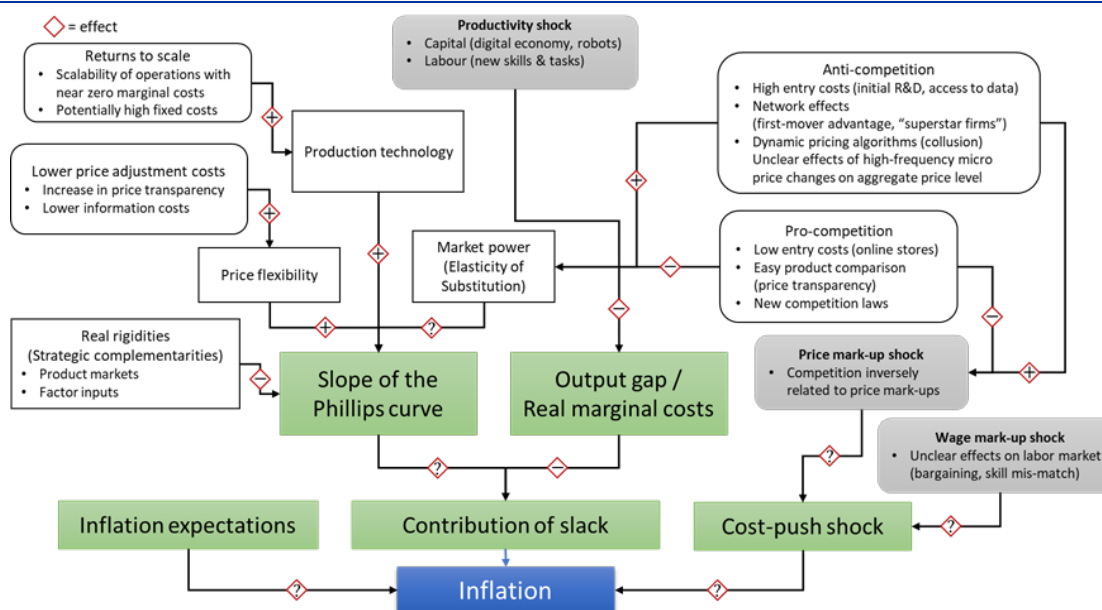 = effect
Returns to scale
• Scalability of operations with
near zero marginal costs
• Potentially high fixed costs
Productivity shock
• Capital (digital economy, robots)
• Labour (new skills & tasks)
Anti-competition
• High entry costs (initial R&D, access to data)
• Network effects
(first-mover advantage, “superstar firms”)
• Dynamic pricing algorithms (collusion)
Unclear effects of high-frequency micro
price changes on aggregate price level
+
Production technology
Lower price adjustment costs
• Increase in price transparency
• Lower information costs
+
+
+
Price flexibility
Market power
(Elasticity of
Substitution)
−
Pro-competition
• Low entry costs (online stores)
• Easy product comparison
(price transparency)
• New competition laws
−
−
+
?
Real rigidities
(Strategic complementarities)
• Product markets
• Factor inputs
−
Slope of the
Phillips curve
Output gap /
Real marginal costs
Price mark-up shock
• Competition inversely
related to price mark-ups
+
Wage mark-up shock
• Unclear effects on labor market
(bargaining, skill mis-match)
?
?
−
Inflation expectations
Contribution of slack
Cost-push shock
?
?
Inflation
?